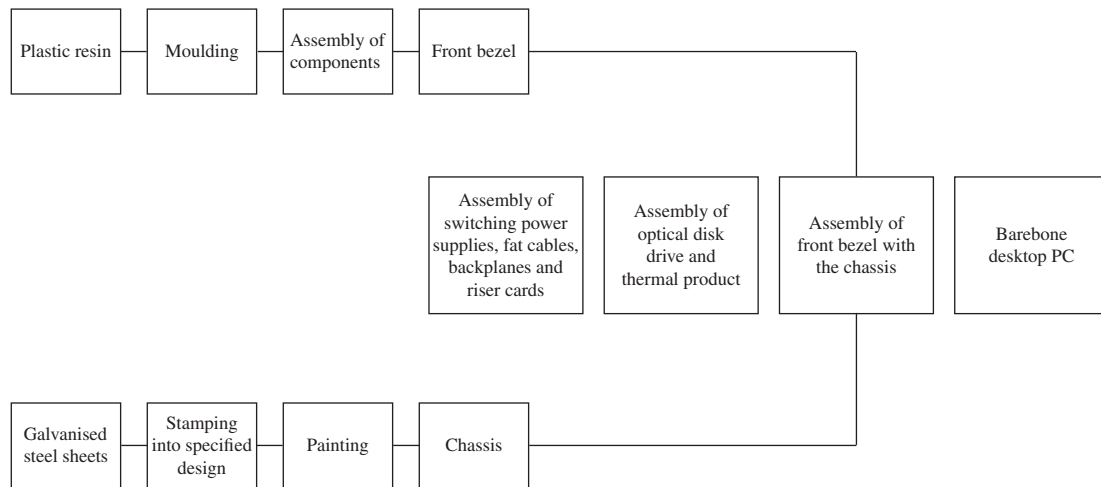 Plastic resin
Moulding
Assembly of
components
Front bezel
Assembly of
switching power
supplies, fat cables,
backplanes and
riser cards
Assembly of
optical disk
drive and
thermal product
Assembly of
front bezel with
the chassis
Barebone
desktop PC
Galvanised
steel sheets
Stamping
into specified
design
Painting
Chassis